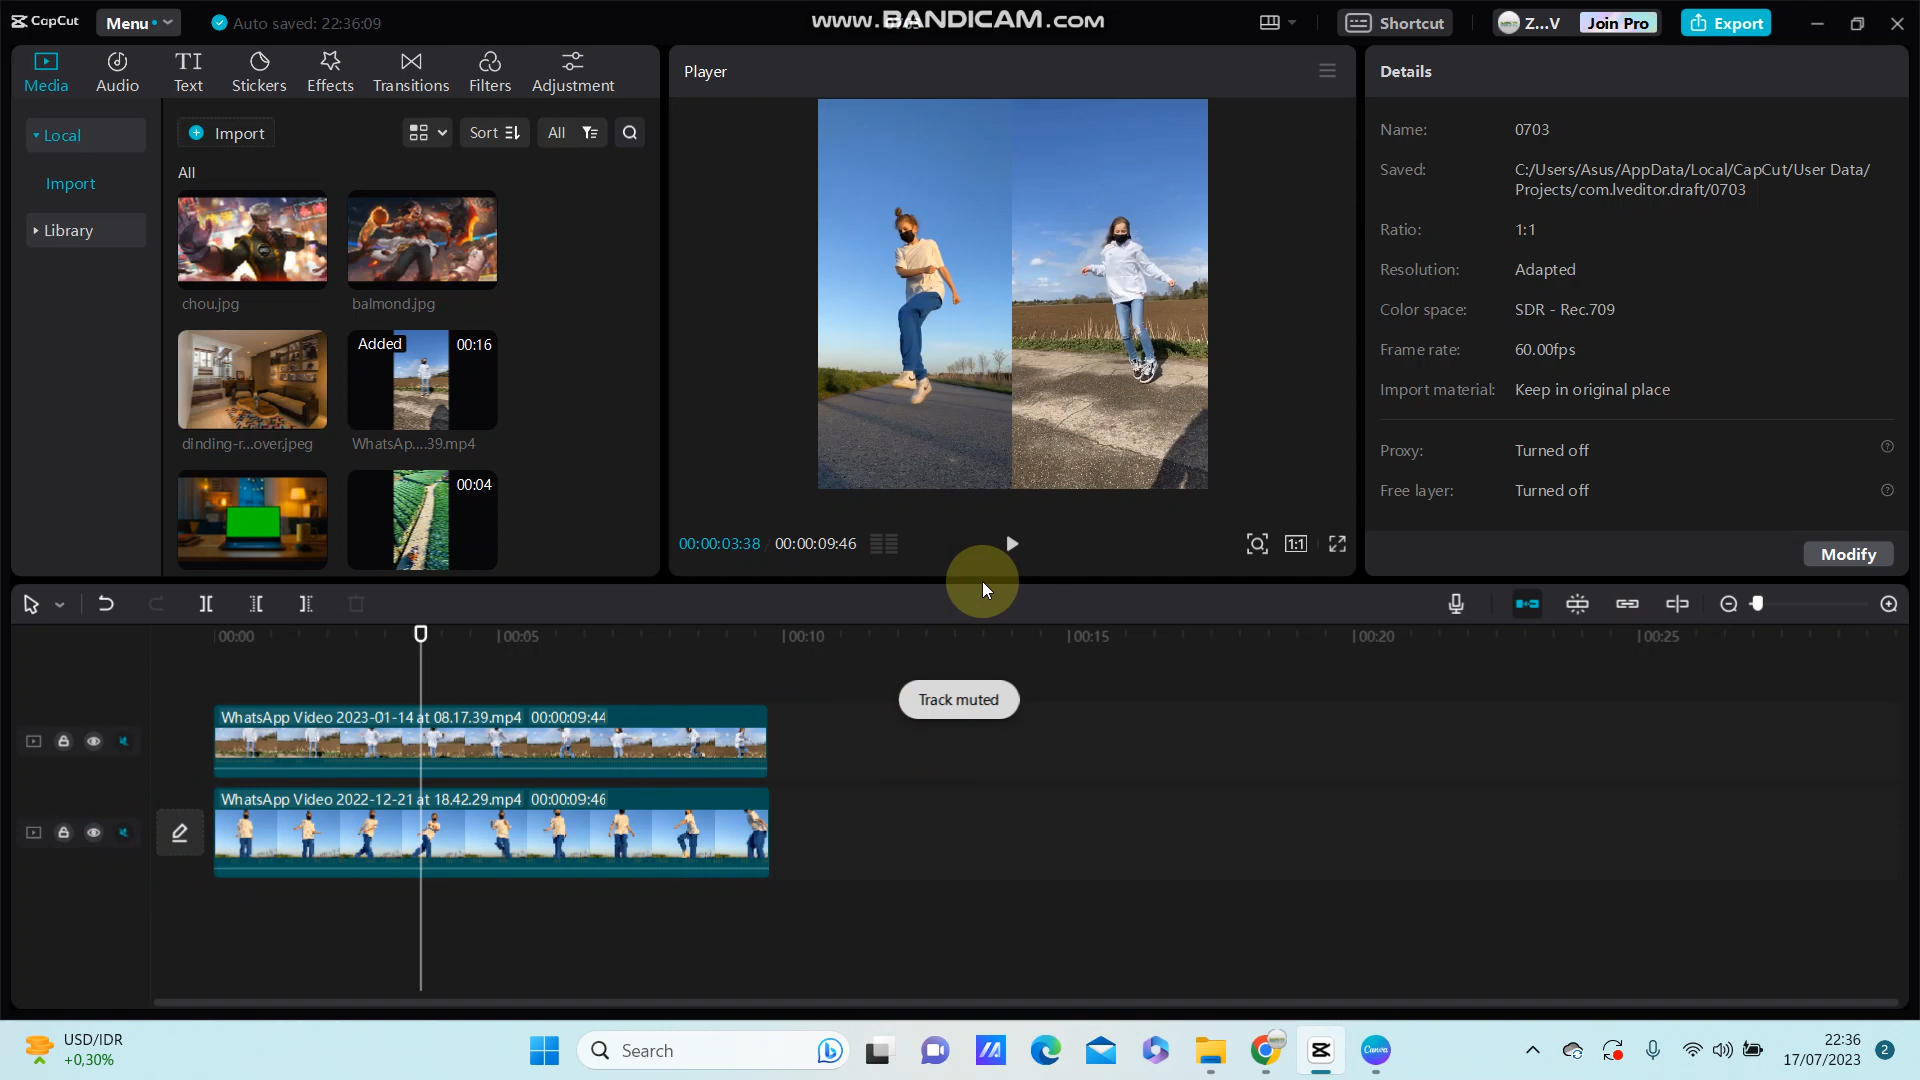 CapCut
Menu
Auto saved: 22:36:09
www.BANDICAM.COM
Shortcut
Z...V
Join Pro
Export
Media
Audio
Text
Stickers
Effects
Transitions
Filters
Adjustment
Player
Details
Local
Import
Library
Import
Sort
All
All
chou.jpg
balmond.jpg
Added
00:16
dinding-r...over.jpeg
WhatsAp....39.mp4
00:04
00:00:03:38
00:00:09:46
1:1
Name: 0703
Saved: C:/Users/Asus/AppData/Local/CapCut/User Data/
Projects/com.lveditor.draft/0703
Ratio: 1:1
Resolution: Adapted
Color space: SDR - Rec.709
Frame rate: 60.00fps
Import material: Keep in original place
Proxy: Turned off
Free layer: Turned off
Modify
00:00
00:05
00:10
00:15
00:20
00:25
Track muted
WhatsApp Video 2023-01-14 at 08.17.39.mp4 00:00:09:44
WhatsApp Video 2022-12-21 at 18.42.29.mp4 00:00:09:46
USD/IDR
+0,30%
Search
Canva
22:36
17/07/2023
2